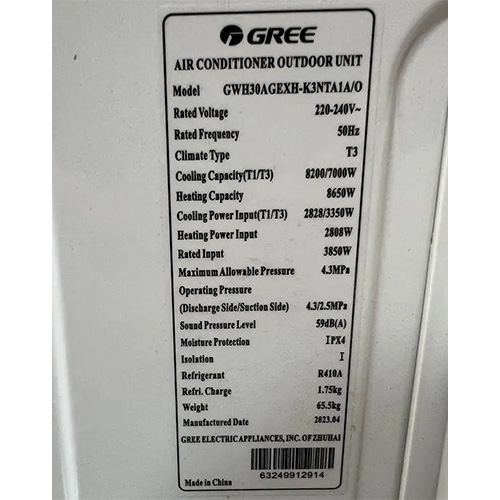 GREE
AIR CONDITIONER OUTDOOR UNIT
Model GWH30AGEXH-K3NTA1A/O
Rated Voltage 220-240V~
Rated Frequency 50Hz
Climate Type T3
Cooling Capacity(T1/T3) 8200/7000W
Heating Capacity 8650W
Cooling Power Input(T1/T3) 2828/3350W
Heating Power Input 2808W
Rated Input 3850W
Maximum Allowable Pressure 4.3MPa
Operating Pressure
(Discharge Side/Suction Side) 4.3/2.5MPa
Sound Pressure Level 59dB(A)
Moisture Protection IPX4
Isolation I
Refrigerant R410A
Refri. Charge 1.75kg
Weight 65.5kg
Manufactured Date 2023.04
GREE ELECTRIC APPLIANCES, INC. OF ZHUHAI
63249912914
Made in China